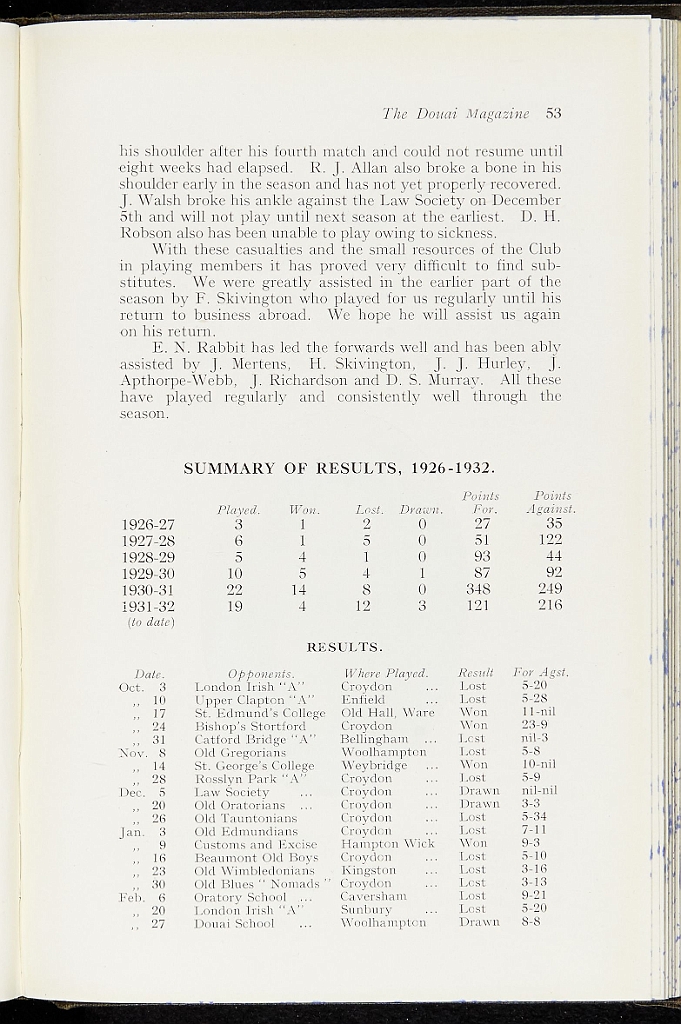 The Douai Magazine 53
his shoulder after his fourth match and could not resume until
eight weeks had elapsed. R. J. Allan also broke a bone in his
shoulder early in the season and has not yet properly recovered.
J. Walsh broke his ankle against the Law Society on December
5th and will not play until next season at the earliest. D. H.
Robson also has been unable to play owing to sickness.
With these casualties and the small resources of the Club
in playing members it has proved very difficult to find sub-
stitutes. We were greatly assisted in the earlier part of the
season by F. Skivington who played for us regularly until his
return to business abroad. We hope he will assist us again
on his return.
E. N. Rabbit has led the forwards well and has been ably
assisted by J. Mertens, H. Skivington, J. J. Hurley, J.
Apthorpe-Webb, J. Richardson and D. S. Murray. All these
have played regularly and consistently well through the
season.
SUMMARY OF RESULTS, 1926-1932.
Points Points
Played. Won. Lost. Drawn. For. Against.
1926-27 3 1 2 0 27 35
1927-28 6 1 5 0 51 122
1928-29 5 4 1 0 93 44
1929-30 10 5 4 1 87 92
1930-31 22 14 8 0 348 249
1931-32 19 4 12 3 121 216
(to date)
RESULTS.
Date. Opponents. Where Played. Result For Agst.
Oct. 3 London Irish "A" Croydon ... Lost 5-20
,, 10 Upper Clapton "A" Enfield ... Lost 5-28
,, 17 St. Edmund's College Old Hall, Ware Won 11-nil
,, 24 Bishop's Stortford Croydon Won 23-9
,, 31 Catford Bridge "A" Bellingham ... Lost nil-3
Nov. 8 Old Gregorians Woolhampton Lost 5-8
,, 14 St. George's College Weybridge ... Won 10-nil
,, 28 Rosslyn Park "A" Croydon ... Lost 5-9
Dec. 5 Law Society ... Croydon ... Drawn nil-nil
,, 20 Old Oratorians ... Croydon ... Drawn 3-3
,, 26 Old Tauntonians Croydon ... Lost 5-34
Jan. 3 Old Edmundians Croydon ... Lost 7-11
,, 9 Customs and Excise Hampton Wick Won 9-3
,, 16 Beaumont Old Boys Croydon ... Lost 5-10
,, 23 Old Wimbledonians Kingston ... Lost 3-16
,, 30 Old Blues "Nomads" Croydon ... Lost 3-13
Feb. 6 Oratory School ... Caversham Lost 9-21
,, 20 London Irish "A" Sunbury ... Lost 5-20
,, 27 Douai School ... Woolhampton Drawn 8-8